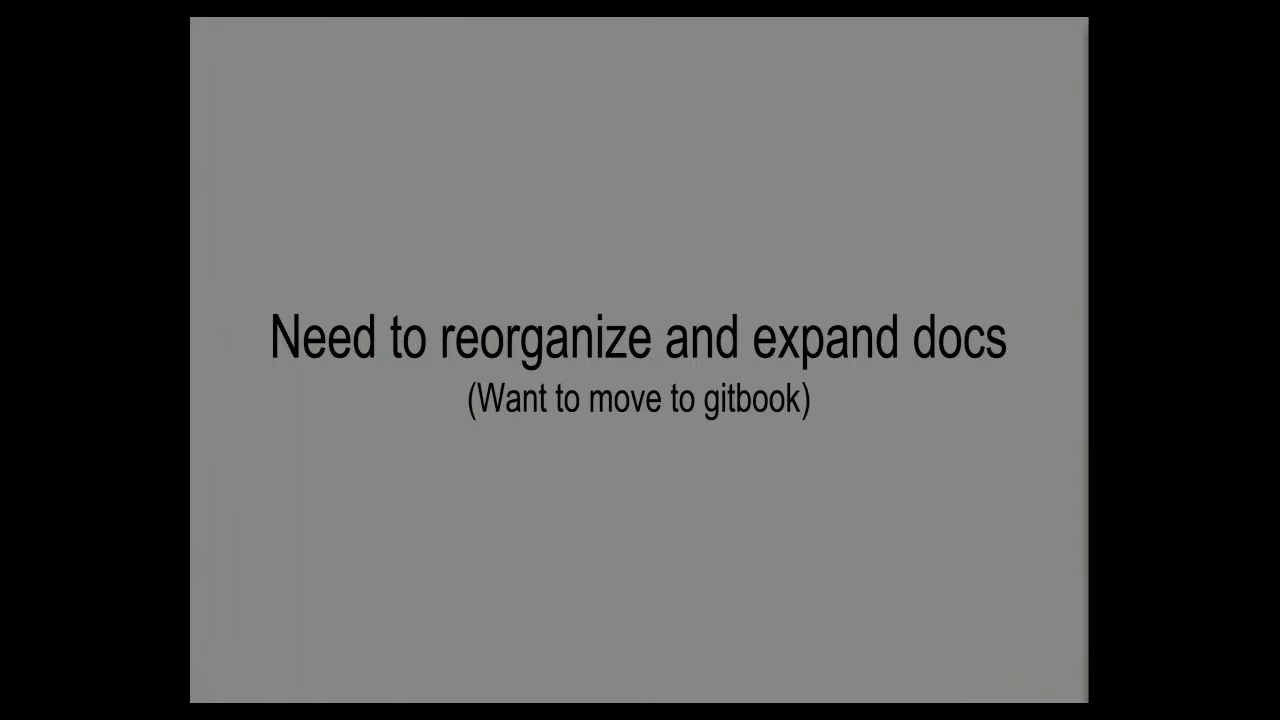 Need to reorganize and expand docs
(Want to move to gitbook)